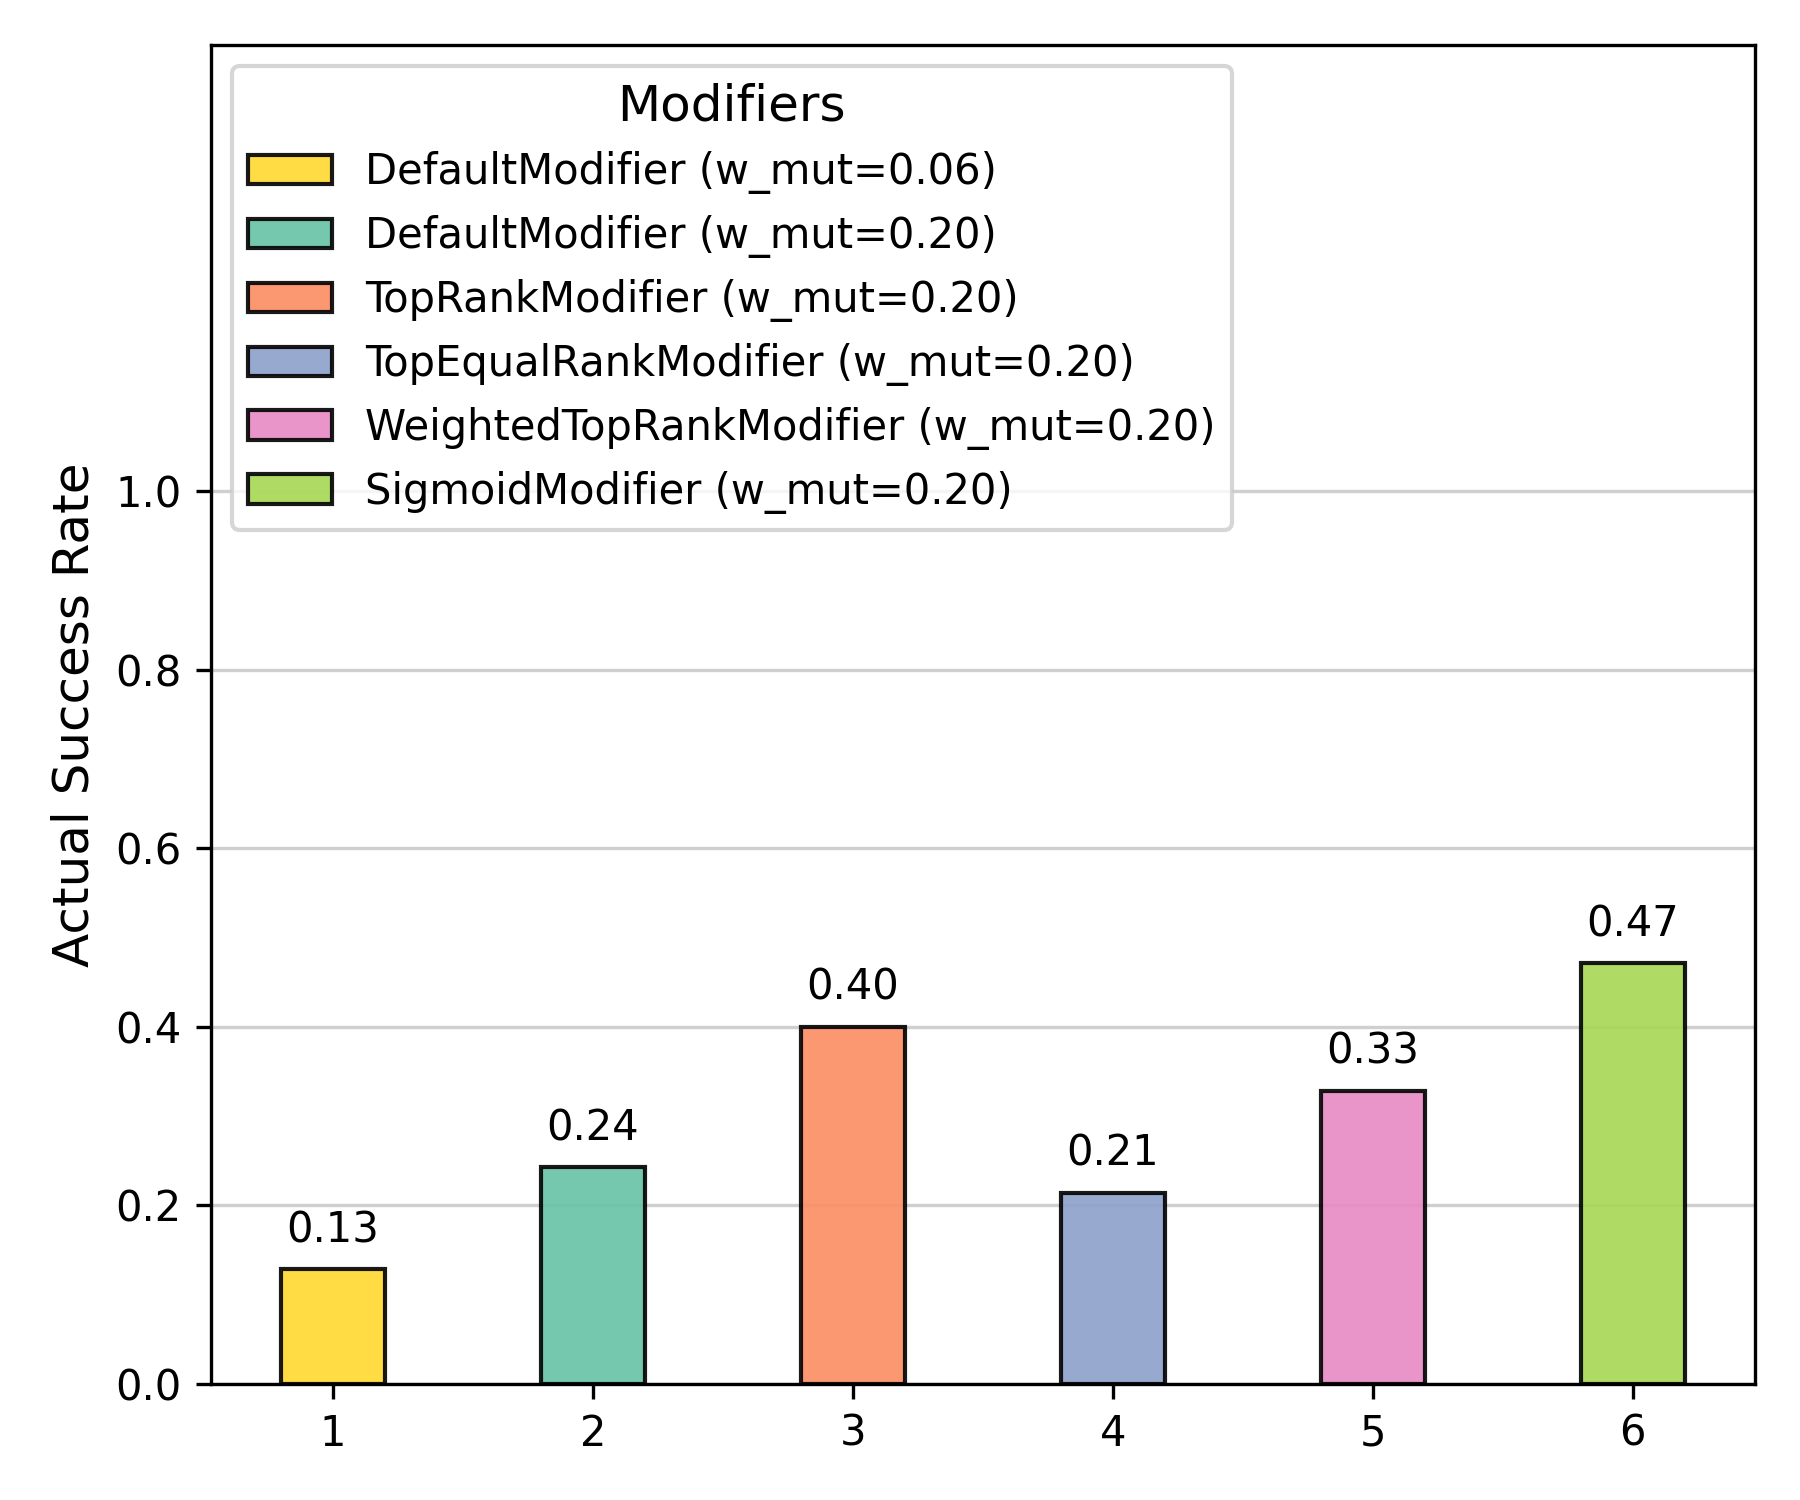 Modifiers
DefaultModifier (w_mut=0.06)
DefaultModifier (w_mut=0.20)
TopRankModifier (w_mut=0.20)
TopEqualRankModifier (w_mut=0.20)
WeightedTopRankModifier (w_mut=0.20)
SigmoidModifier (w_mut=0.20)
Actual Success Rate
1.0
0.8
0.6
0.4
0.2
0.0
0.13
0.24
0.40
0.21
0.33
0.47
1
2
3
4
5
6